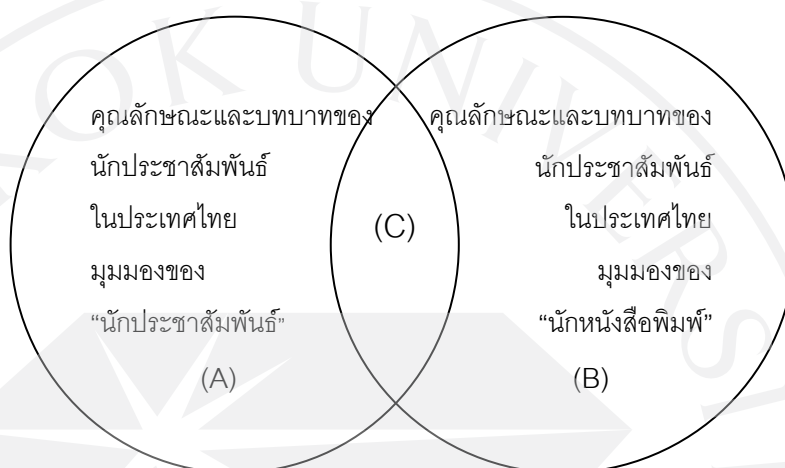 คุณลักษณะและบทบาทของ
นักประชาสัมพันธ์
ในประเทศไทย
มุมมองของ
“นักประชาสัมพันธ์”
(A)
(C)
คุณลักษณะและบทบาทของ
นักประชาสัมพันธ์
ในประเทศไทย
มุมมองของ
“นักหนังสือพิมพ์”
(B)
OK UNIVERSI